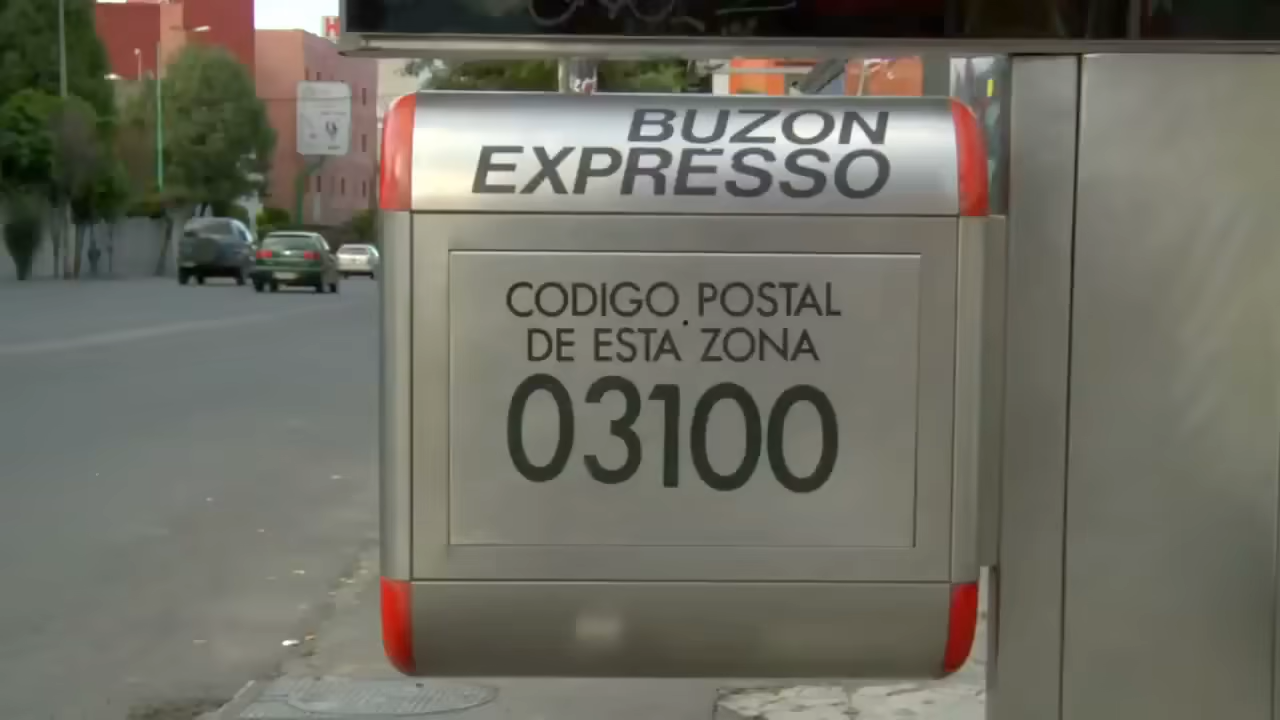 BUZON
EXPRESSO
CODIGO POSTAL
DE ESTA ZONA
03100